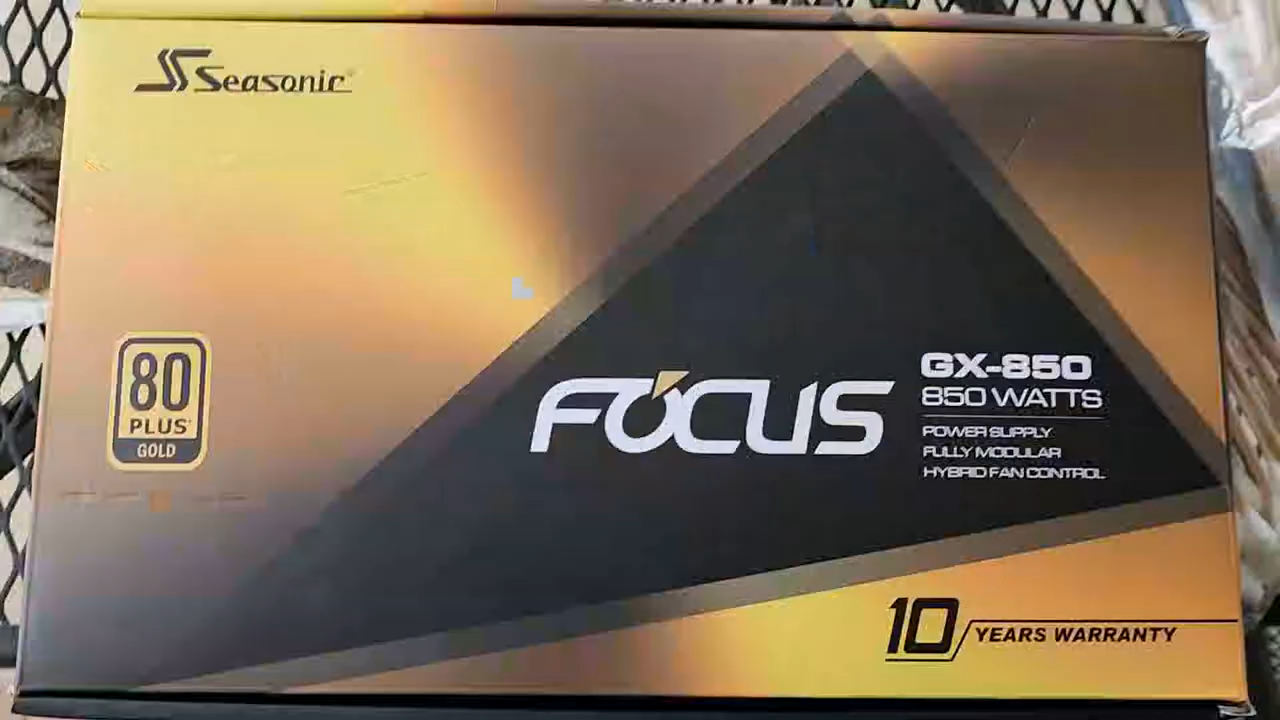 Seasonic
80
PLUS
GOLD
FOCUS
GX-850
850 WATTS
POWER SUPPLY
FULLY MODULAR
HYBRID FAN CONTROL
10 YEARS WARRANTY